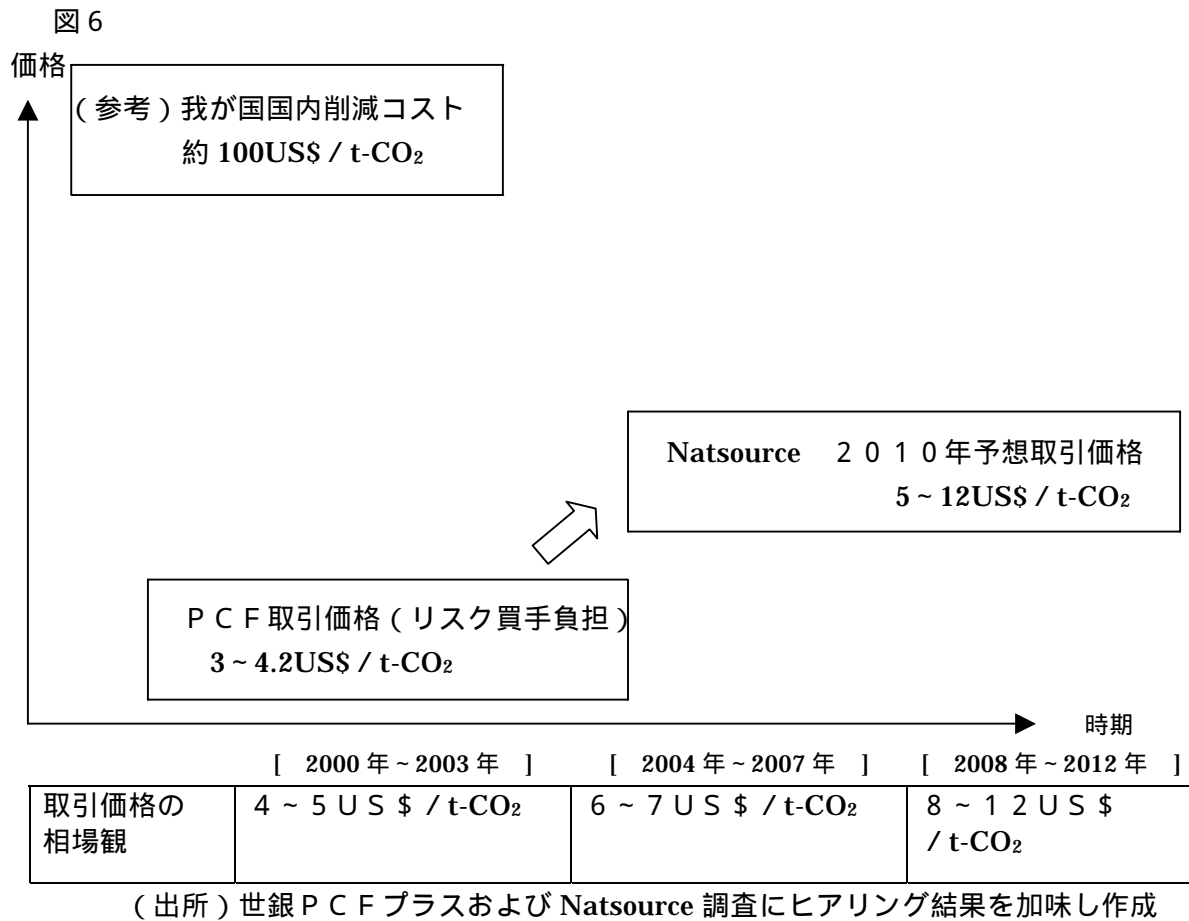 図6
価格
(参考)我が国国内削減コスト
約 100US$ / t-CO₂
Natsource 2010年予想取引価格
5 ~ 12US$ / t-CO₂
PCF取引価格(リスク買手負担)
3 ~ 4.2US$ / t-CO₂
時期
[ 2000 年 ~ 2003 年 ] [ 2004 年 ~ 2007 年 ] [ 2008 年 ~ 2012 年 ]
取引価格の 4~5US$ / t-CO₂ 6~7US$ / t-CO₂ 8~12US$
相場観 / t-CO₂
(出所)世銀PCFプラスおよび Natsource 調査にヒアリング結果を加味し作成